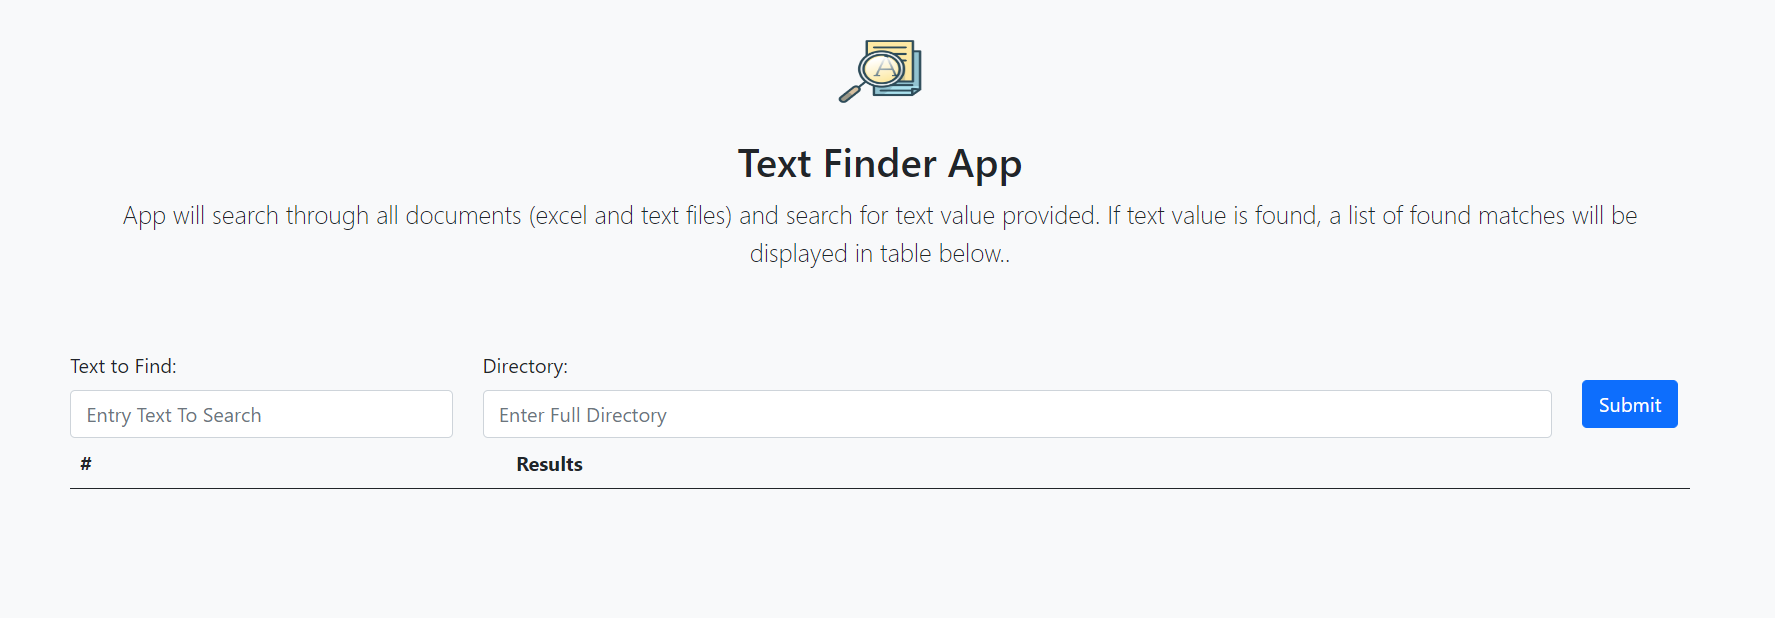 A
Text Finder App
App will search through all documents (excel and text files) and search for text value provided. If text value is found, a list of found matches will be
displayed in table below..
Text to Find:
Directory:
Entry Text To Search
Enter Full Directory
Submit
#
Results